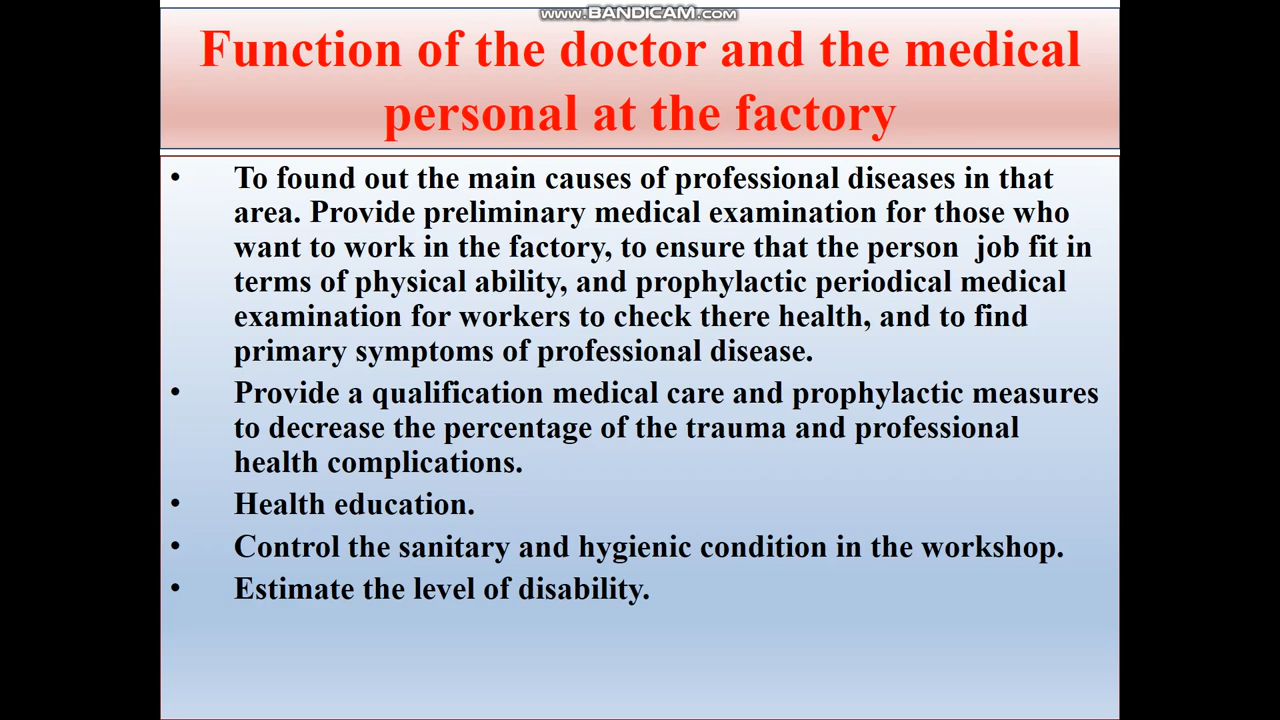 www.BANDICAM.com
Function of the doctor and the medical
personal at the factory
• To found out the main causes of professional diseases in that
area. Provide preliminary medical examination for those who
want to work in the factory, to ensure that the person  job fit in
terms of physical ability, and prophylactic periodical medical
examination for workers to check there health, and to find
primary symptoms of professional disease.
• Provide a qualification medical care and prophylactic measures
to decrease the percentage of the trauma and professional
health complications.
• Health education.
• Control the sanitary and hygienic condition in the workshop.
• Estimate the level of disability.